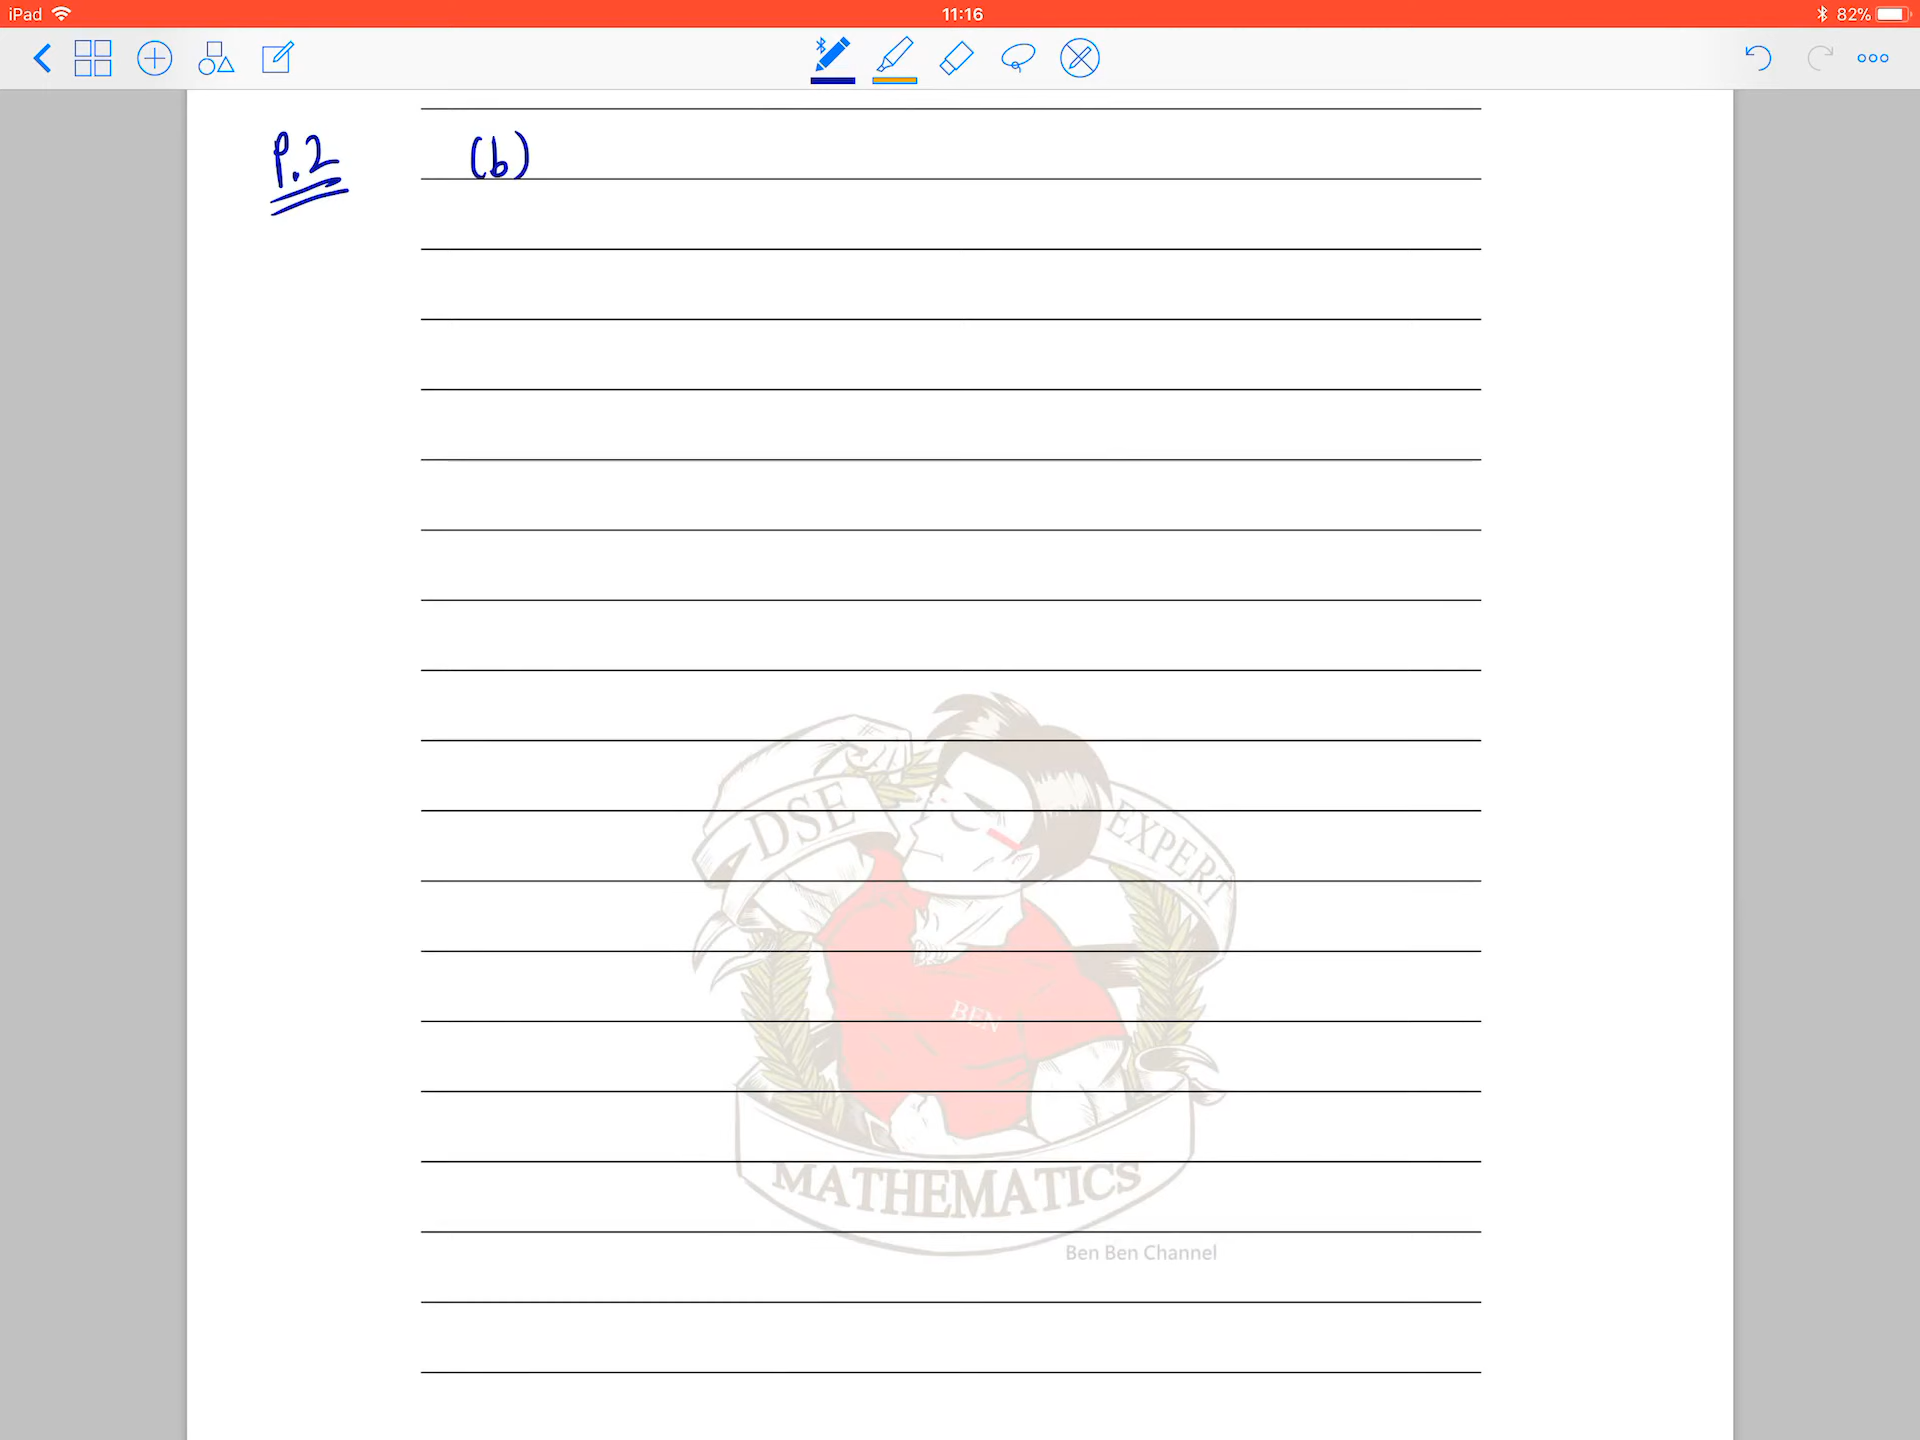 iPad 11:16 82%
P.2 (b)
DSE EXPERT
BEN
MATHEMATICS
Ben Ben Channel